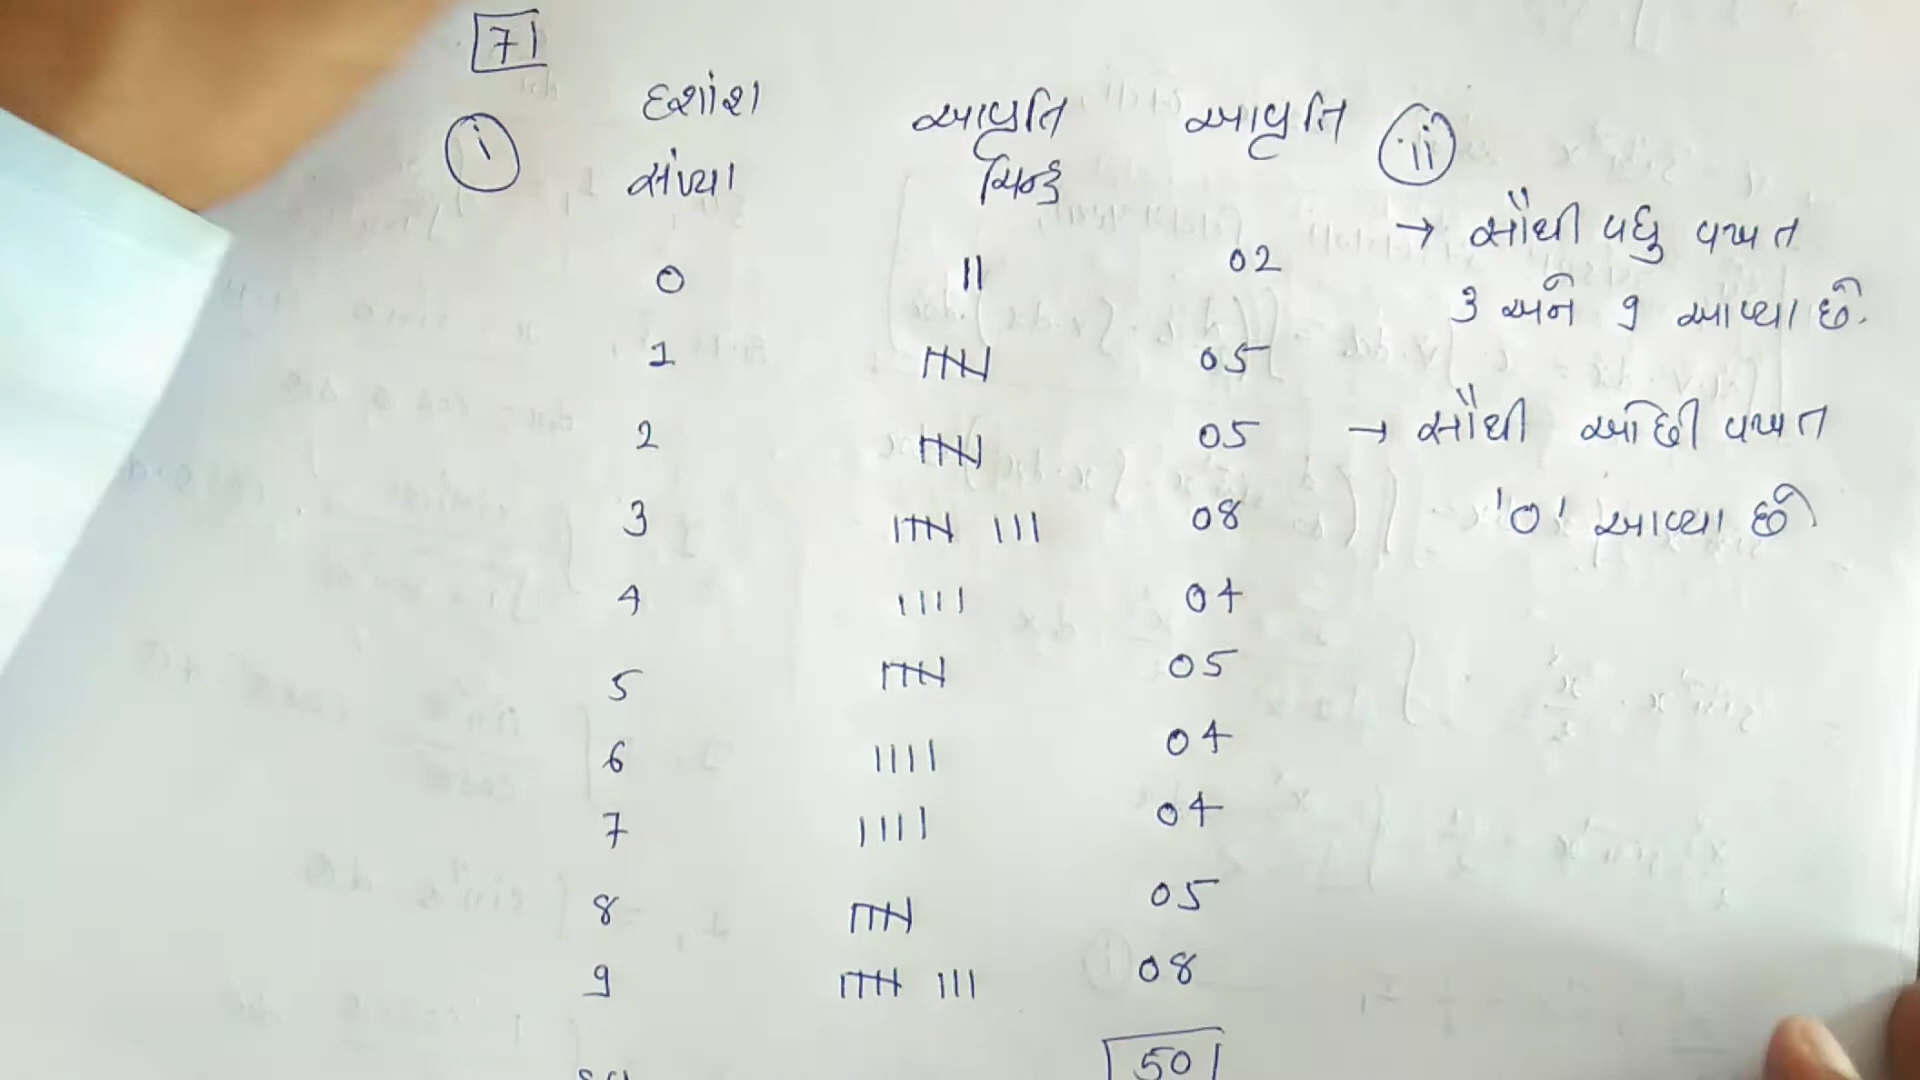 7)
i
દશાંશ આવૃત્તિ આવૃત્તિ ii
સંખ્યા ચિન્હ
→ સૌથી વધુ વખત
0 || 02
3 અને 9 આવ્યા છે.
1 |||| 05
2 |||| 05
→ સૌથી ઓછી વખત
3 |||| ||| 08
'0' આવ્યા છે
4 |||| 04
5 |||| 05
6 |||| 04
7 |||| 04
8 |||| 05
9 |||| ||| 08
50